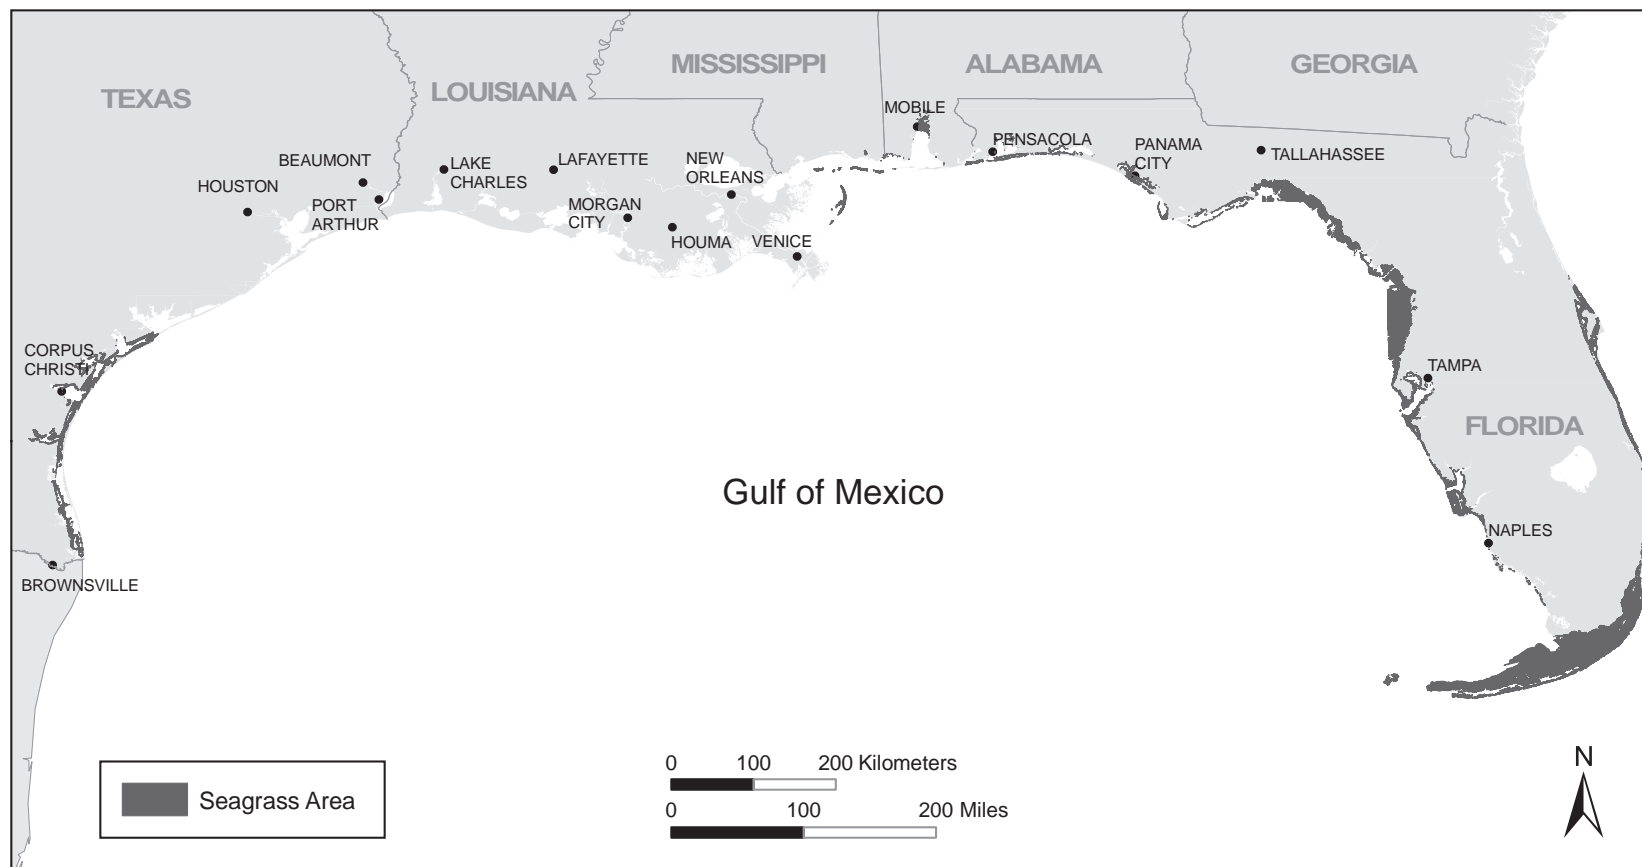 MISSISSIPPI
ALABAMA
GEORGIA
LOUISIANA
TEXAS
MOBILE
PENSACOLA
PANAMA
CITY
TALLAHASSEE
BEAUMONT
LAKE
CHARLES
LAFAYETTE
NEW
ORLEANS
HOUSTON
PORT
ARTHUR
MORGAN
CITY
HOUMA
VENICE
CORPUS
CHRISTI
TAMPA
FLORIDA
Gulf of Mexico
NAPLES
BROWNSVILLE
Seagrass Area
0 100 200 Kilometers
0 100 200 Miles
N